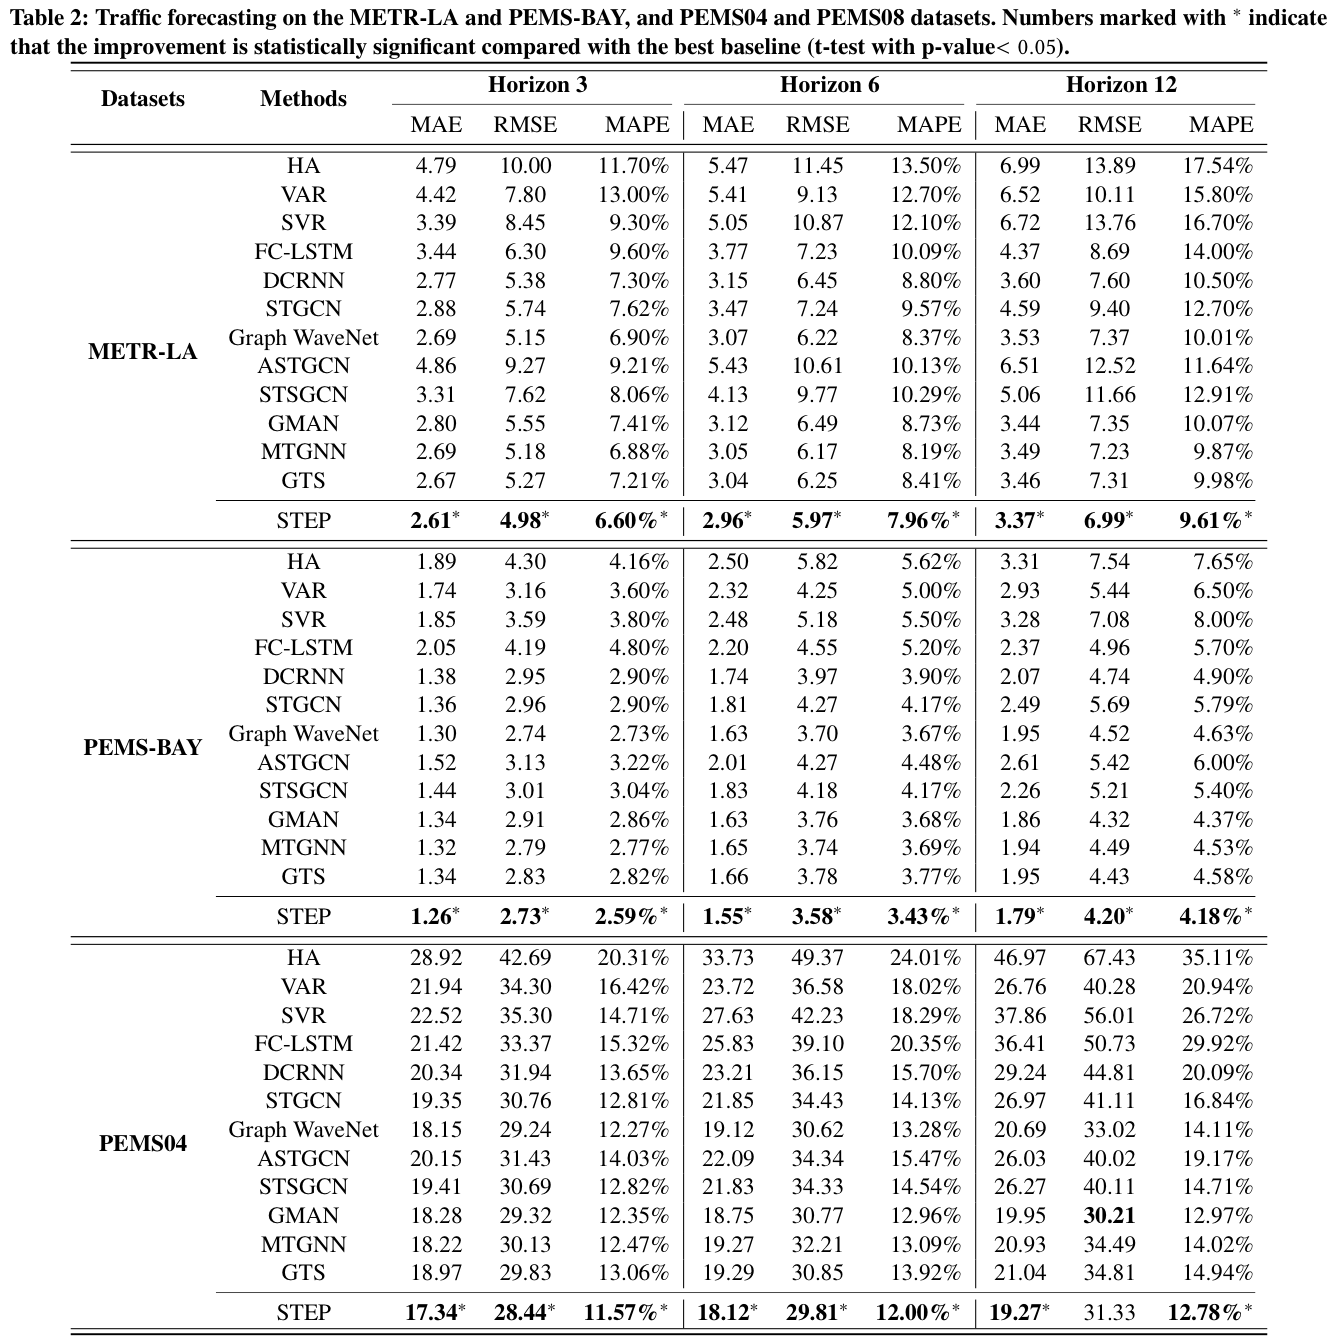 Table 2: Traffic forecasting on the METR-LA and PEMS-BAY, and PEMS04 and PEMS08 datasets. Numbers marked with * indicate
that the improvement is statistically significant compared with the best baseline (t-test with p-value< 0.05).
Datasets Methods Horizon 3 Horizon 6 Horizon 12
MAE RMSE MAPE MAE RMSE MAPE MAE RMSE MAPE
METR-LA
HA 4.79 10.00 11.70% 5.47 11.45 13.50% 6.99 13.89 17.54%
VAR 4.42 7.80 13.00% 5.41 9.13 12.70% 6.52 10.11 15.80%
SVR 3.39 8.45 9.30% 5.05 10.87 12.10% 6.72 13.76 16.70%
FC-LSTM 3.44 6.30 9.60% 3.77 7.23 10.09% 4.37 8.69 14.00%
DCRNN 2.77 5.38 7.30% 3.15 6.45 8.80% 3.60 7.60 10.50%
STGCN 2.88 5.74 7.62% 3.47 7.24 9.57% 4.59 9.40 12.70%
Graph WaveNet 2.69 5.15 6.90% 3.07 6.22 8.37% 3.53 7.37 10.01%
ASTGCN 4.86 9.27 9.21% 5.43 10.61 10.13% 6.51 12.52 11.64%
STSGCN 3.31 7.62 8.06% 4.13 9.77 10.29% 5.06 11.66 12.91%
GMAN 2.80 5.55 7.41% 3.12 6.49 8.73% 3.44 7.35 10.07%
MTGNN 2.69 5.18 6.88% 3.05 6.17 8.19% 3.49 7.23 9.87%
GTS 2.67 5.27 7.21% 3.04 6.25 8.41% 3.46 7.31 9.98%
STEP 2.61* 4.98* 6.60%* 2.96* 5.97* 7.96%* 3.37* 6.99* 9.61%*
PEMS-BAY
HA 1.89 4.30 4.16% 2.50 5.82 5.62% 3.31 7.54 7.65%
VAR 1.74 3.16 3.60% 2.32 4.25 5.00% 2.93 5.44 6.50%
SVR 1.85 3.59 3.80% 2.48 5.18 5.50% 3.28 7.08 8.00%
FC-LSTM 2.05 4.19 4.80% 2.20 4.55 5.20% 2.37 4.96 5.70%
DCRNN 1.38 2.95 2.90% 1.74 3.97 3.90% 2.07 4.74 4.90%
STGCN 1.36 2.96 2.90% 1.81 4.27 4.17% 2.49 5.69 5.79%
Graph WaveNet 1.30 2.74 2.73% 1.63 3.70 3.67% 1.95 4.52 4.63%
ASTGCN 1.52 3.13 3.22% 2.01 4.27 4.48% 2.61 5.42 6.00%
STSGCN 1.44 3.01 3.04% 1.83 4.18 4.17% 2.26 5.21 5.40%
GMAN 1.34 2.91 2.86% 1.63 3.76 3.68% 1.86 4.32 4.37%
MTGNN 1.32 2.79 2.77% 1.65 3.74 3.69% 1.94 4.49 4.53%
GTS 1.34 2.83 2.82% 1.66 3.78 3.77% 1.95 4.43 4.58%
STEP 1.26* 2.73* 2.59%* 1.55* 3.58* 3.43%* 1.79* 4.20* 4.18%*
PEMS04
HA 28.92 42.69 20.31% 33.73 49.37 24.01% 46.97 67.43 35.11%
VAR 21.94 34.30 16.42% 23.72 36.58 18.02% 26.76 40.28 20.94%
SVR 22.52 35.30 14.71% 27.63 42.23 18.29% 37.86 56.01 26.72%
FC-LSTM 21.42 33.37 15.32% 25.83 39.10 20.35% 36.41 50.73 29.92%
DCRNN 20.34 31.94 13.65% 23.21 36.15 15.70% 29.24 44.81 20.09%
STGCN 19.35 30.76 12.81% 21.85 34.43 14.13% 26.97 41.11 16.84%
Graph WaveNet 18.15 29.24 12.27% 19.12 30.62 13.28% 20.69 33.02 14.11%
ASTGCN 20.15 31.43 14.03% 22.09 34.34 15.47% 26.03 40.02 19.17%
STSGCN 19.41 30.69 12.82% 21.83 34.33 14.54% 26.27 40.11 14.71%
GMAN 18.28 29.32 12.35% 18.75 30.77 12.96% 19.95 30.21 12.97%
MTGNN 18.22 30.13 12.47% 19.27 32.21 13.09% 20.93 34.49 14.02%
GTS 18.97 29.83 13.06% 19.29 30.85 13.92% 21.04 34.81 14.94%
STEP 17.34* 28.44* 11.57%* 18.12* 29.81* 12.00%* 19.27* 31.33 12.78%*